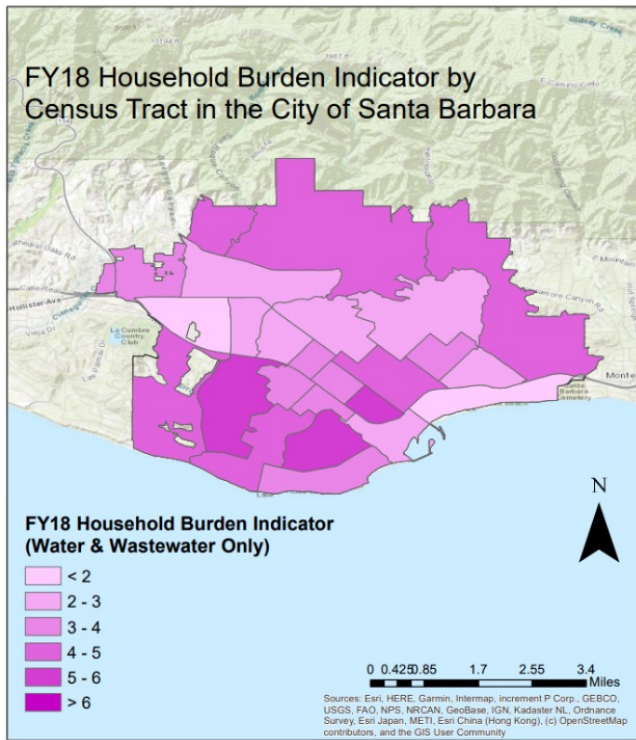 FY18 Household Burden Indicator by
Census Tract in the City of Santa Barbara
E Camino Cielo
Hollister Ave
La Cumbre
Country
Club
Monte
Santa
Barbara
Cemetery
FY18 Household Burden Indicator
(Water & Wastewater Only)
< 2
2 - 3
3 - 4
4 - 5
5 - 6
> 6
N
0 0.425 0.85 1.7 2.55 3.4
Miles
Sources: Esri, HERE, Garmin, Intermap, increment P Corp., GEBCO,
USGS, FAO, NPS, NRCAN, GeoBase, IGN, Kadaster NL, Ordnance
Survey, Esri Japan, METI, Esri China (Hong Kong), (c) OpenStreetMap
contributors, and the GIS User Community